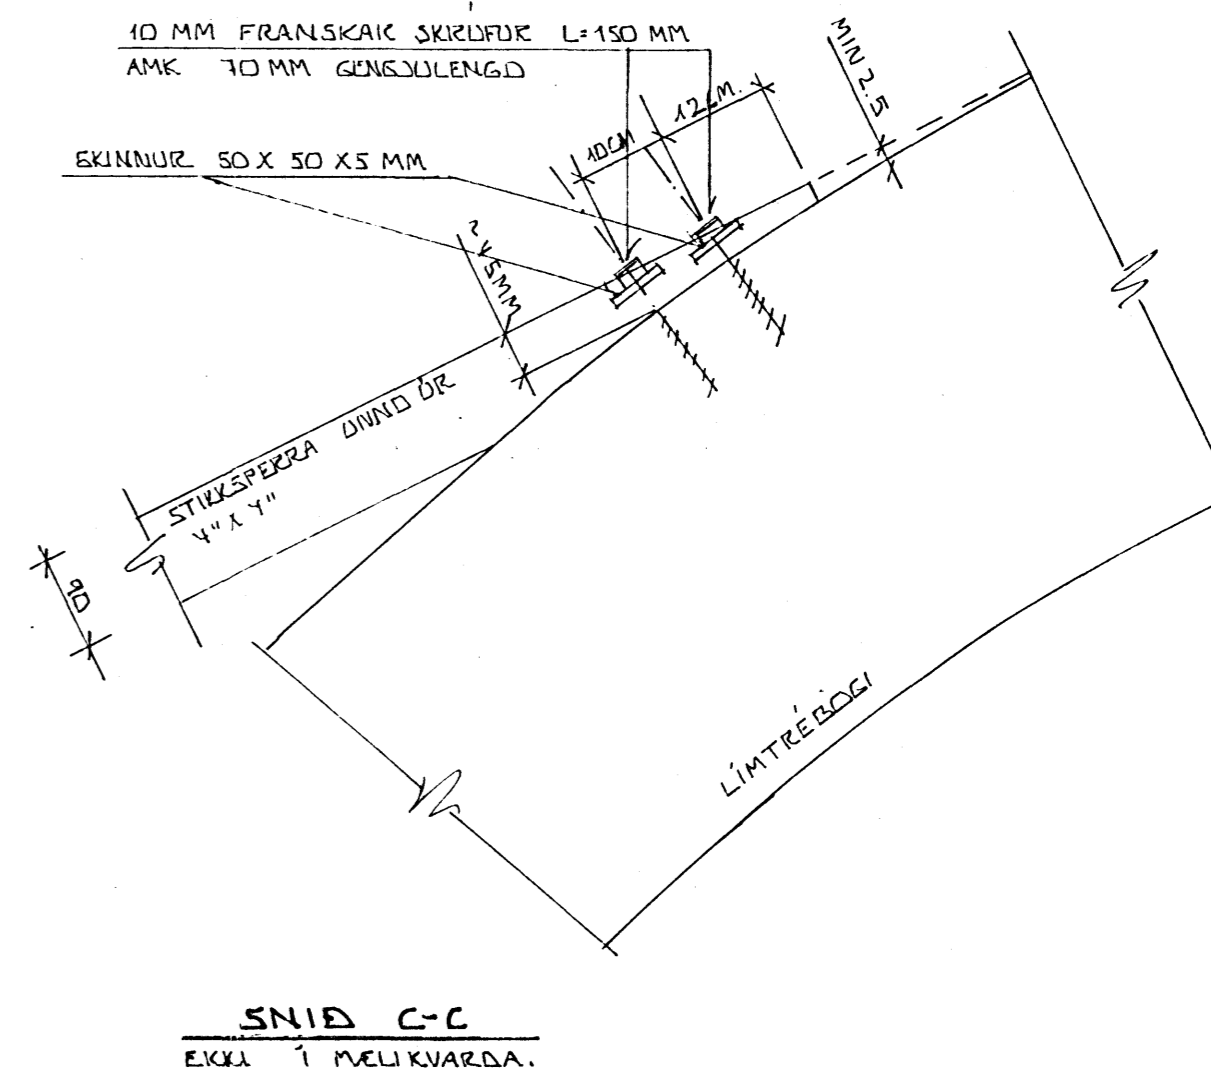 10 MM FRANSKAR SKRÚFUR L=150 MM
AMK 70 MM GENGJULENGD
SKINNUR 50 X 50 X 5 MM
10CM
12CM.
MIN 2.5
~45MM
STIKKSPERRA UNND ÚR
4" X 4"
90
LÍMTRÉBOGI
SNIÐ C-C
EKKI Í MÆLIKVARÐA.